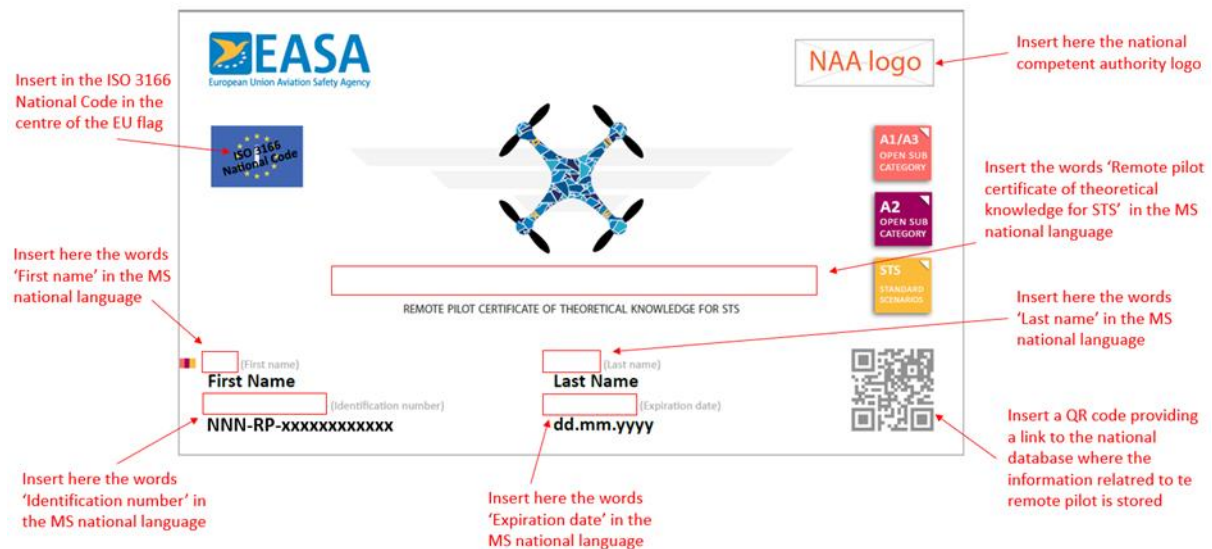 EASA
European Union Aviation Safety Agency
NAA logo
Insert here the national
competent authority logo
Insert in the ISO 3166
National Code in the
centre of the EU flag
ISO 3166
National Code
A1/A3
OPEN SUB
CATEGORY
Insert the words ‘Remote pilot
certificate of theoretical
knowledge for STS’ in the MS
national language
A2
OPEN SUB
CATEGORY
Insert here the words
‘First name’ in the MS
national language
STS
STANDARD
SCENARIOS
REMOTE PILOT CERTIFICATE OF THEORETICAL KNOWLEDGE FOR STS
Insert here the words
‘Last name’ in the MS
national language
(First name)
First Name
(Last name)
Last Name
(Identification number)
NNN-RP-xxxxxxxxxxxx
(Expiration date)
dd.mm.yyyy
Insert a QR code providing
a link to the national
database where the
information relatred to te
remote pilot is stored
Insert here the words
‘Identification number’ in
the MS national language
Insert here the words
‘Expiration date’ in the
MS national language